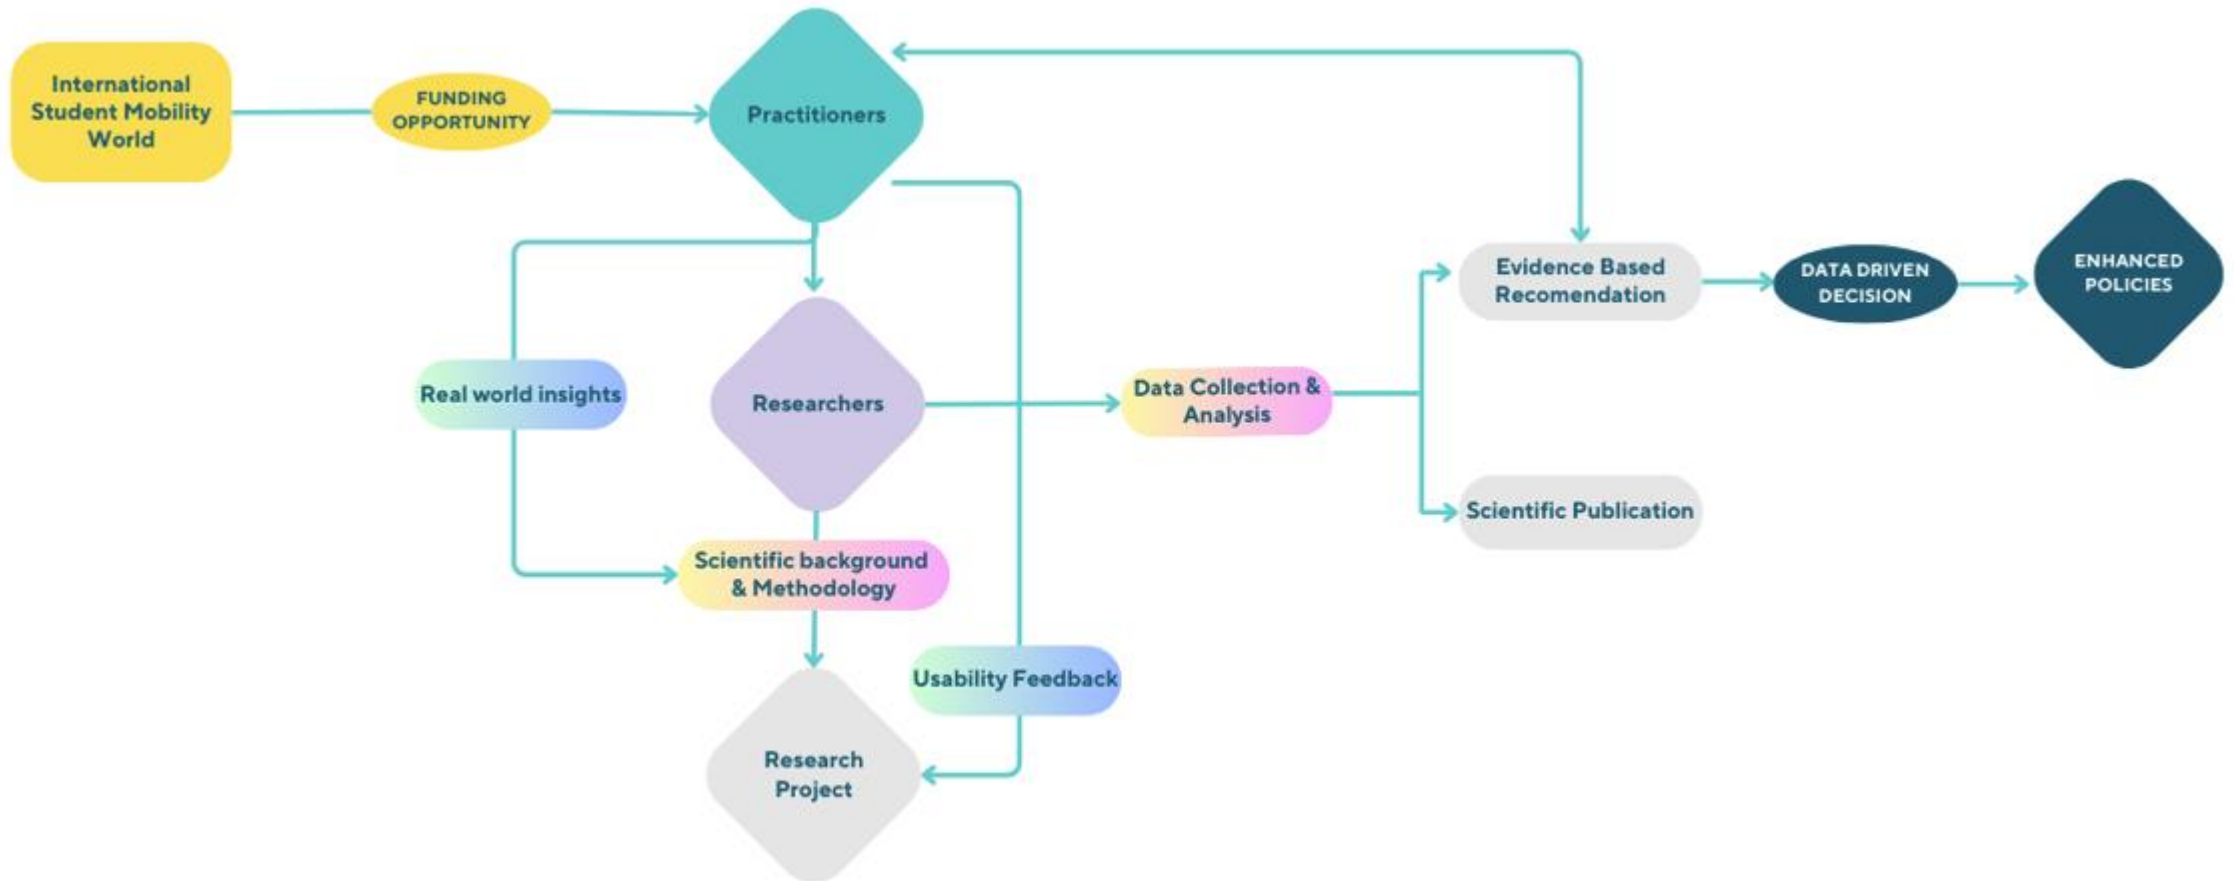 International
Student Mobility
World
FUNDING
OPPORTUNITY
Practitioners
Evidence Based
Recomendation
DATA DRIVEN
DECISION
ENHANCED
POLICIES
Real world insights
Researchers
Data Collection &
Analysis
Scientific Publication
Scientific background
& Methodology
Usability Feedback
Research
Project